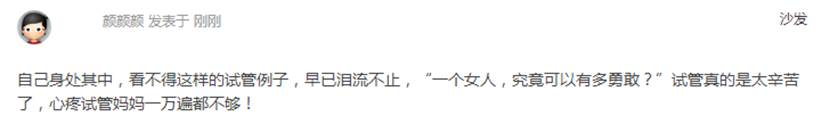 颜颜颜 发表于 刚刚
沙发
自己身处其中，看不得这样的试管例子，早已泪流不止，“一个女人，究竟可以有多勇敢？”试管真的是太辛苦
了，心疼试管妈妈一万遍都不够！